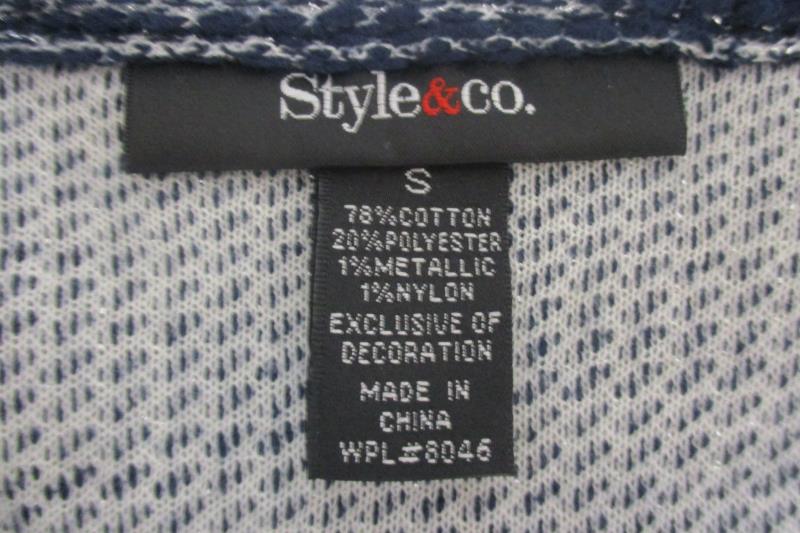 Style&co.
S
78%COTTON
20%POLYESTER
1%METALLIC
1%NYLON
EXCLUSIVE OF
DECORATION
MADE IN
CHINA
WPL#8046